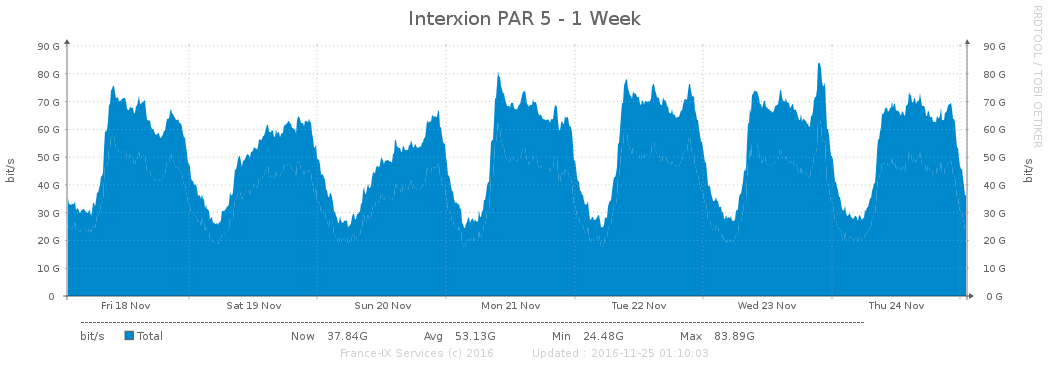 Interxion PAR 5 - 1 Week
RRDTOOL / TOBI OETIKER
90 G 90 G
80 G 80 G
70 G 70 G
60 G 60 G
50 G 50 G
40 G 40 G
30 G 30 G
20 G 20 G
10 G 10 G
0 0 G
bit/s bit/s
Fri 18 Nov Sat 19 Nov Sun 20 Nov Mon 21 Nov Tue 22 Nov Wed 23 Nov Thu 24 Nov
bit/s Total Now 37.84G Avg 53.13G Min 24.48G Max 83.89G
France-IX Services (c) 2016 Updated : 2016-11-25 01:10:03